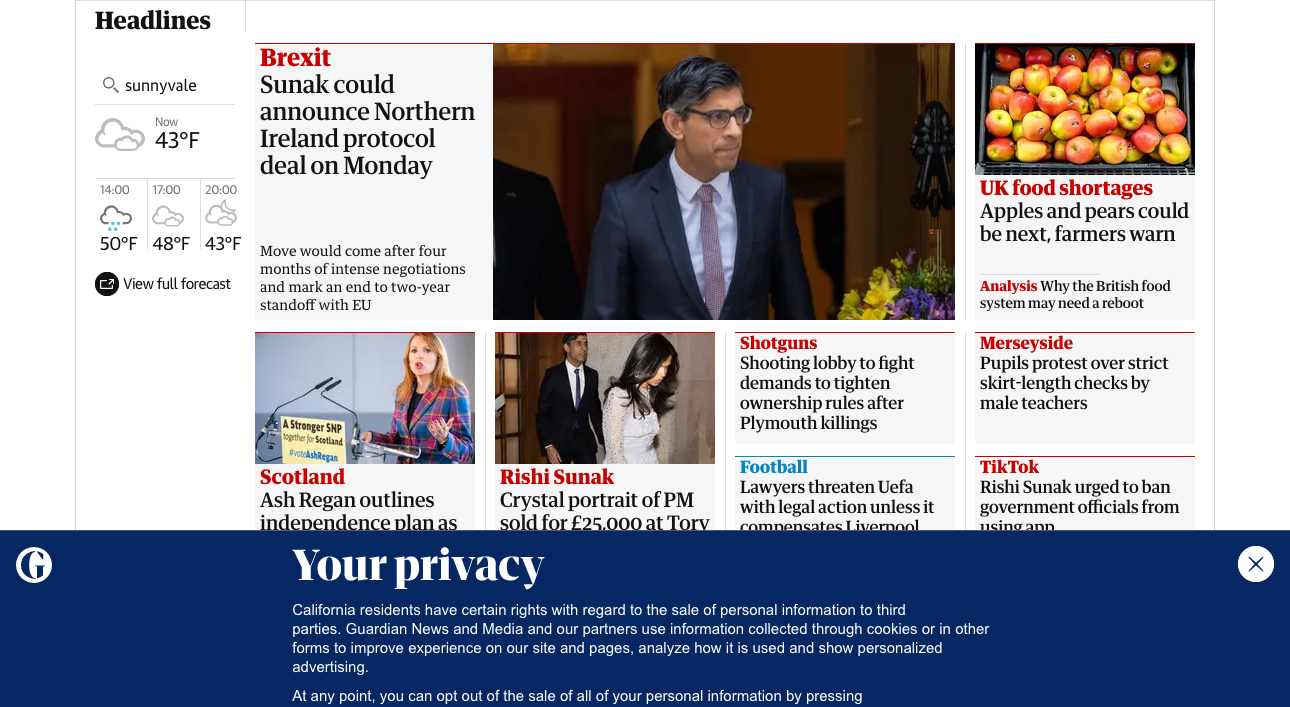 Headlines
sunnyvale
Now
43°F
14:00
17:00
20:00
50°F
48°F
43°F
View full forecast
Brexit
Sunak could
announce Northern
Ireland protocol
deal on Monday
Move would come after four
months of intense negotiations
and mark an end to two-year
standoff with EU
UK food shortages
Apples and pears could
be next, farmers warn
Analysis Why the British food
system may need a reboot
A Stronger SNP
together for Scotland
#voteAshRegan
Scotland
Ash Regan outlines
independence plan as
Rishi Sunak
Crystal portrait of PM
sold for £25,000 at Tory
Shotguns
Shooting lobby to fight
demands to tighten
ownership rules after
Plymouth killings
Merseyside
Pupils protest over strict
skirt-length checks by
male teachers
Football
Lawyers threaten Uefa
with legal action unless it
compensates Liverpool
TikTok
Rishi Sunak urged to ban
government officials from
using app
G
Your privacy
California residents have certain rights with regard to the sale of personal information to third
parties. Guardian News and Media and our partners use information collected through cookies or in other
forms to improve experience on our site and pages, analyze how it is used and show personalized
advertising.
At any point, you can opt out of the sale of all of your personal information by pressing